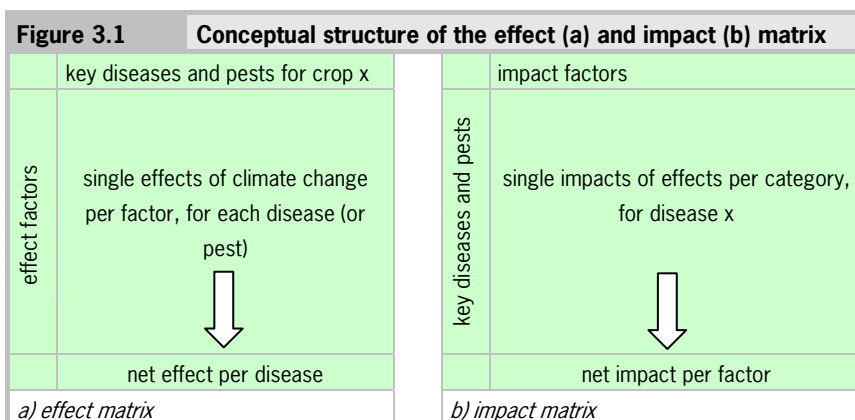 Figure 3.1 Conceptual structure of the effect (a) and impact (b) matrix
key diseases and pests for crop x
effect factors
single effects of climate change
per factor, for each disease (or
pest)
net effect per disease
a) effect matrix
impact factors
key diseases and pests
single impacts of effects per category,
for disease x
net impact per factor
b) impact matrix